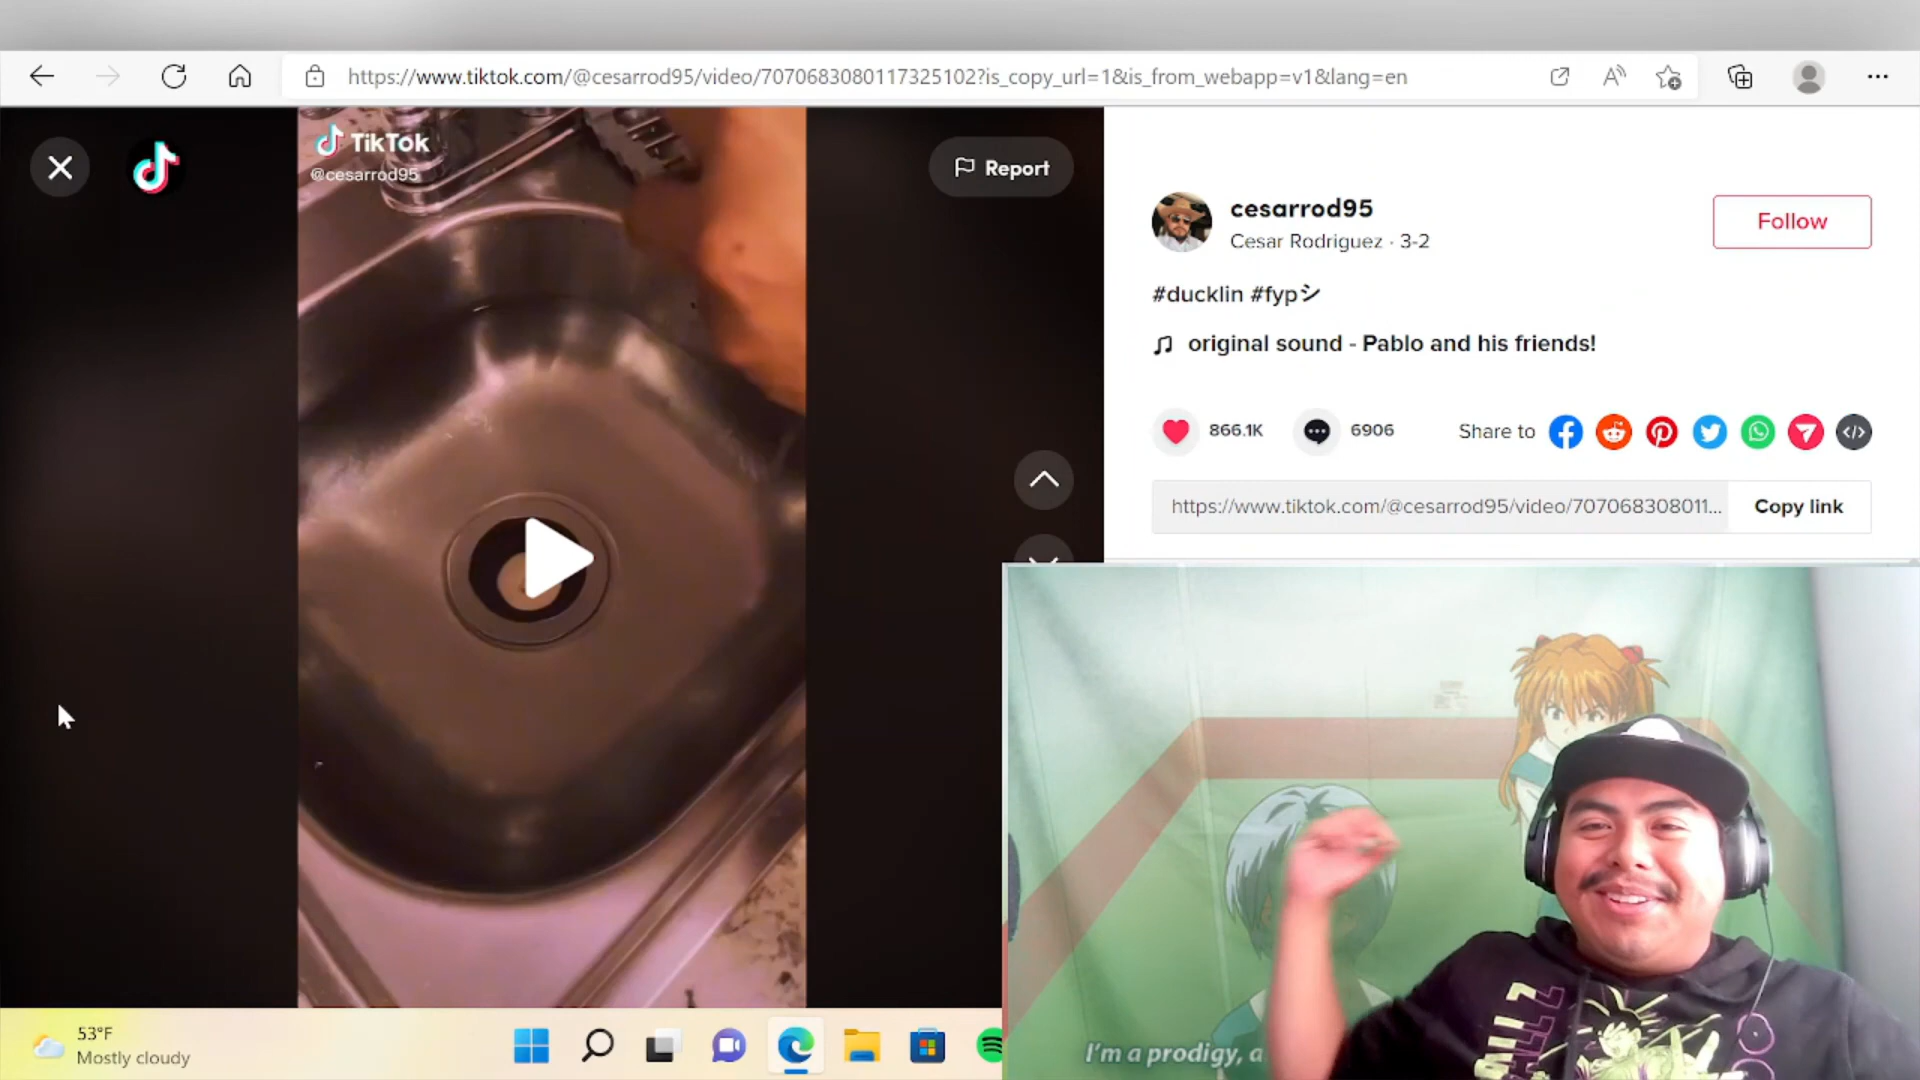 https://www.tiktok.com/@cesarrod95/video/7070683080117325102?is_copy_url=1&is_from_webapp=v1&lang=en
TikTok
@cesarrod95
Report
cesarrod95
Cesar Rodriguez · 3-2
Follow
#ducklin #fypシ
original sound - Pablo and his friends!
866.1K
6906
Share to
https://www.tiktok.com/@cesarrod95/video/707068308011...
Copy link
I'm a prodigy, a
53°F
Mostly cloudy